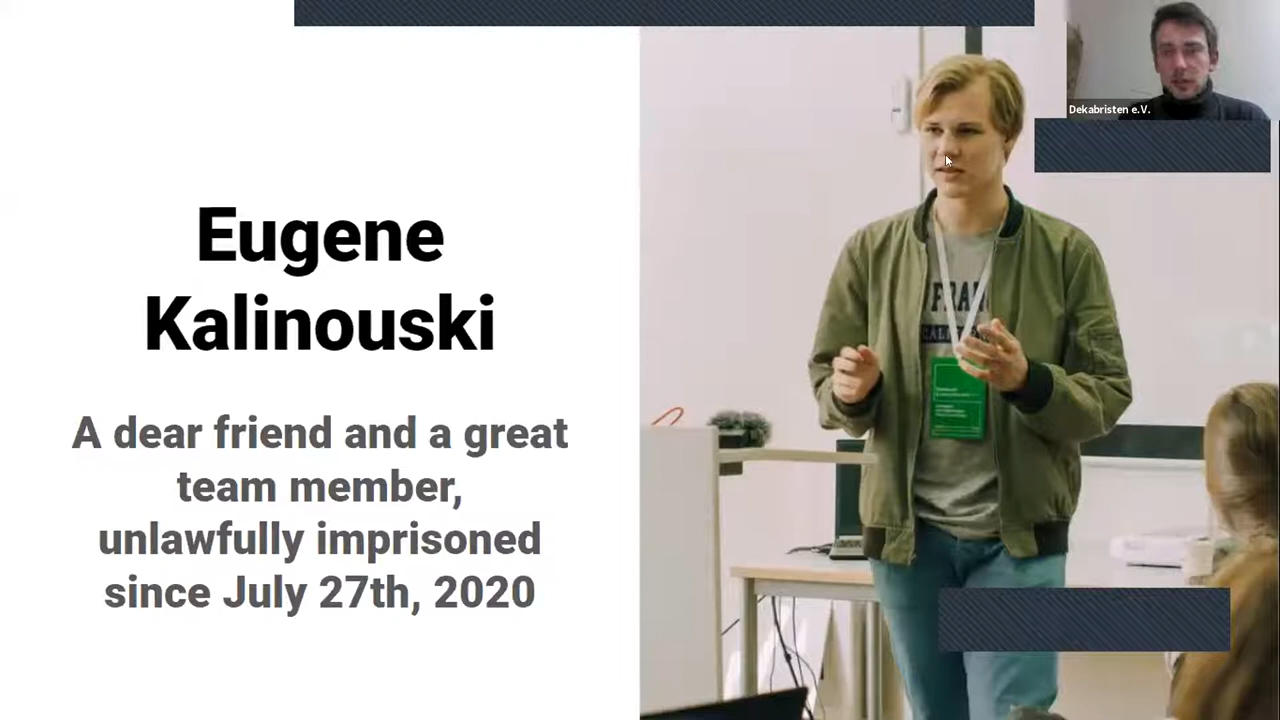 Eugene
Kalinouski
A dear friend and a great
team member,
unlawfully imprisoned
since July 27th, 2020
Dekabristen e.V.